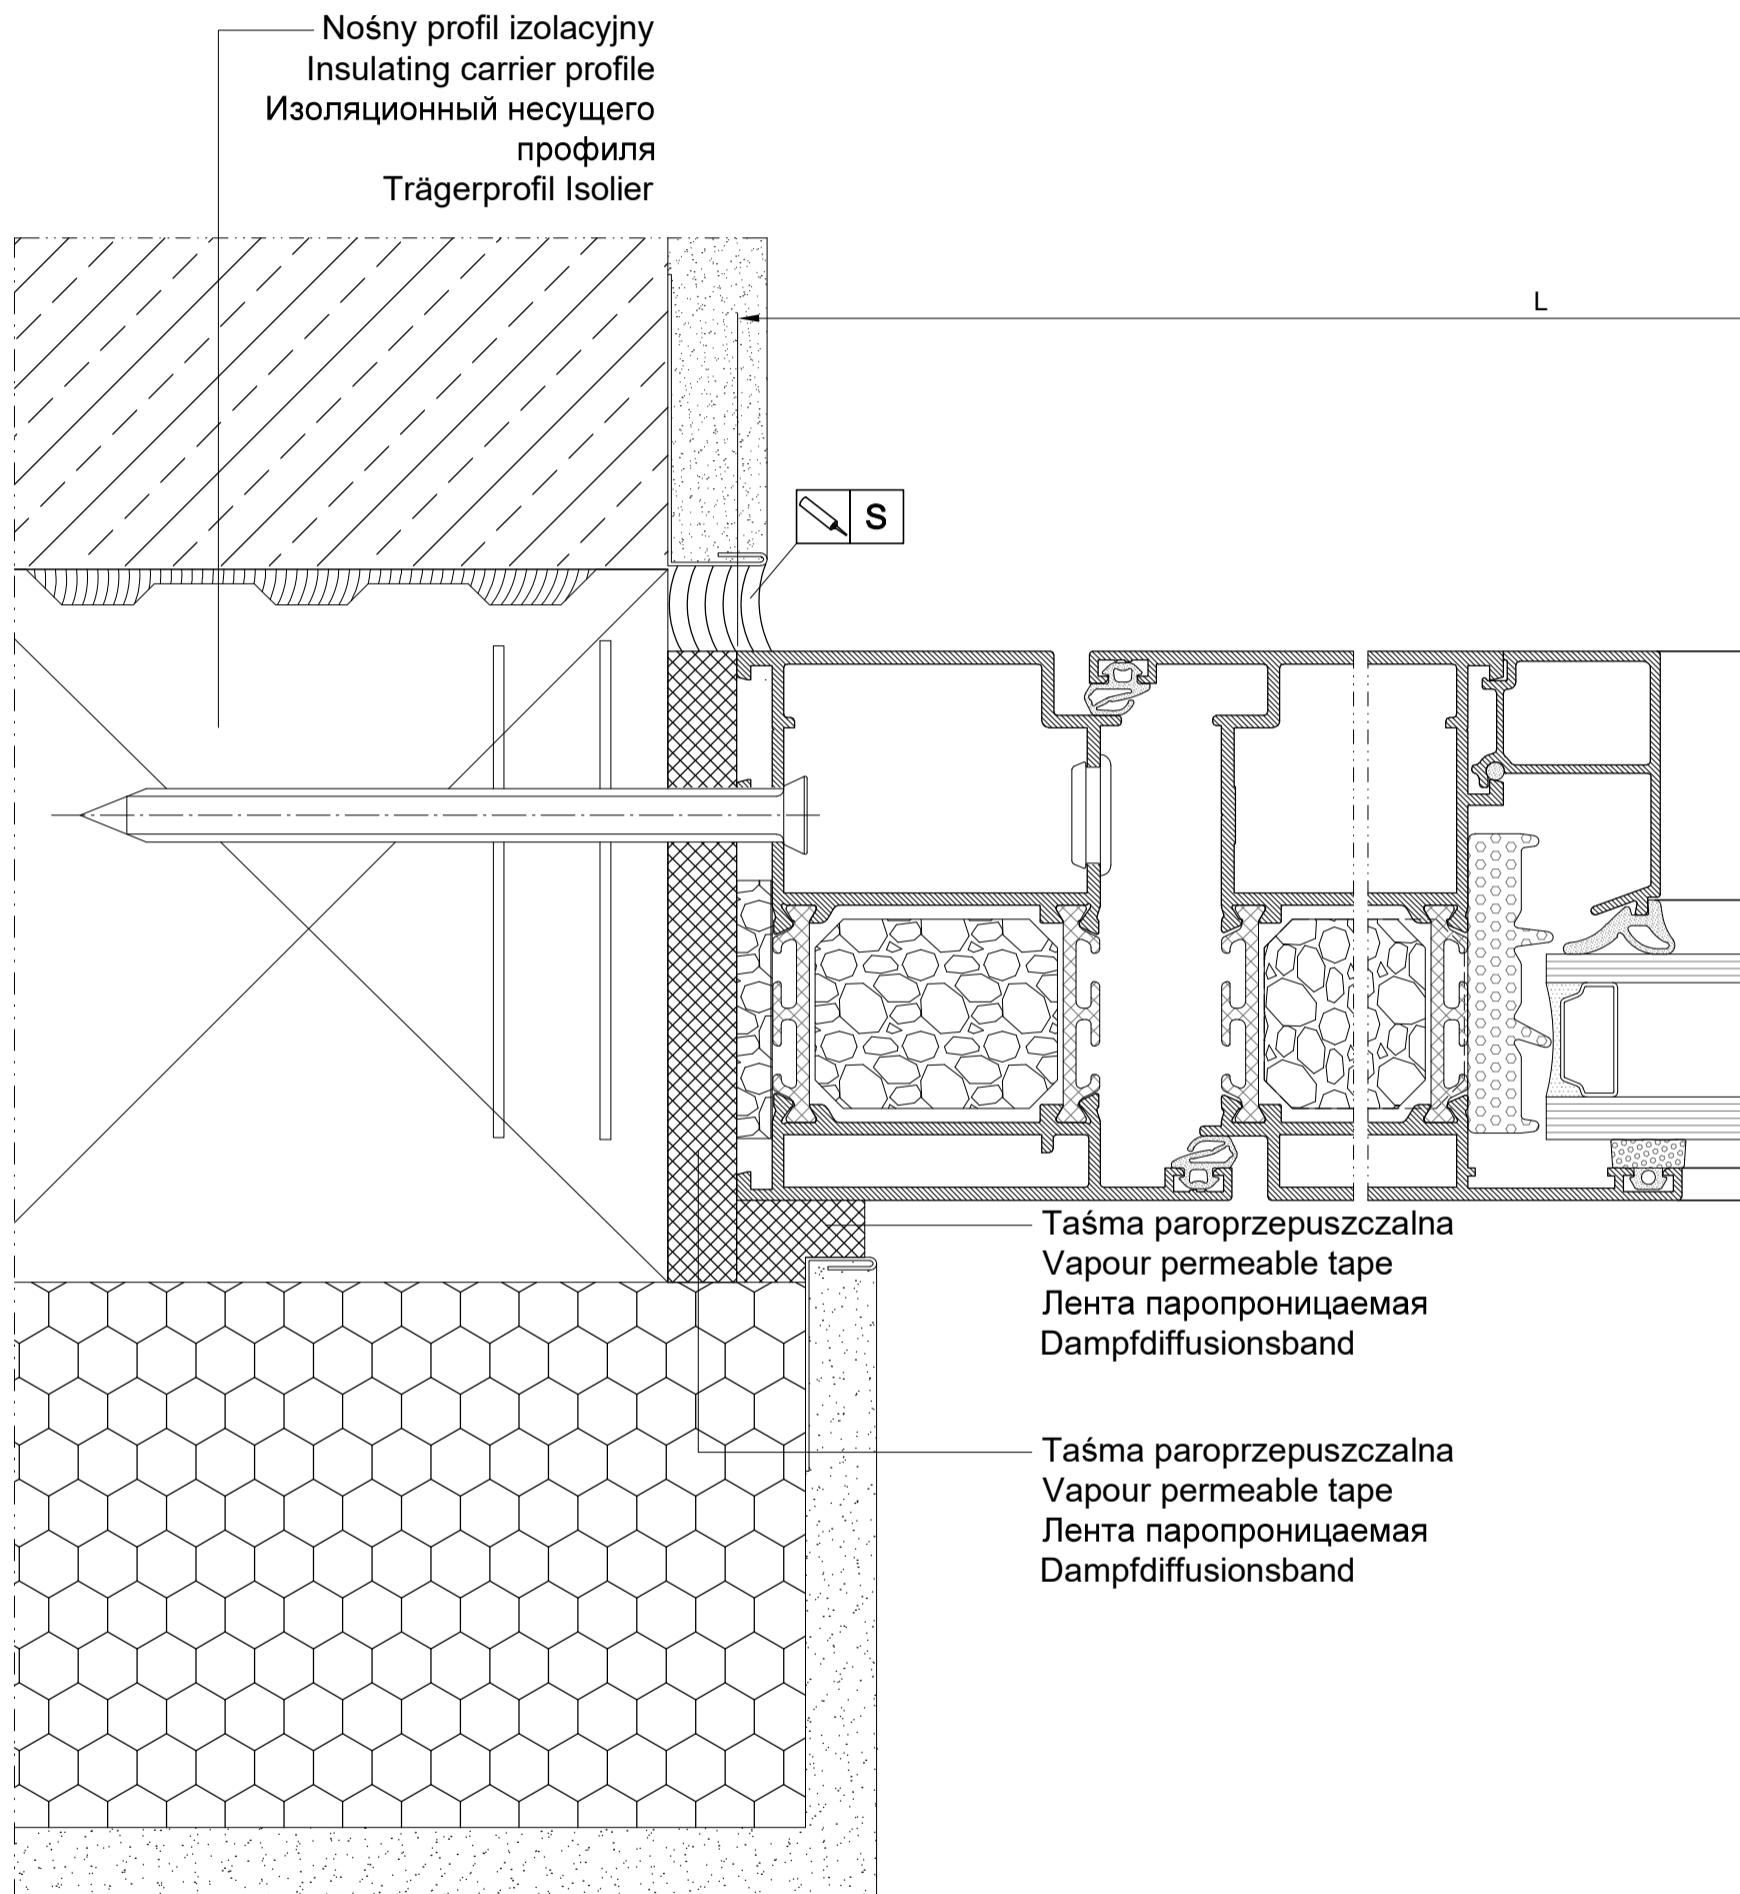 Nośny profil izolacyjny
Insulating carrier profile
Изоляционный несущего
профиля
Trägerprofil Isolier
L
S
Taśma paroprzepuszczalna
Vapour permeable tape
Лента паропроницаемая
Dampfdiffusionsband
Taśma paroprzepuszczalna
Vapour permeable tape
Лента паропроницаемая
Dampfdiffusionsband